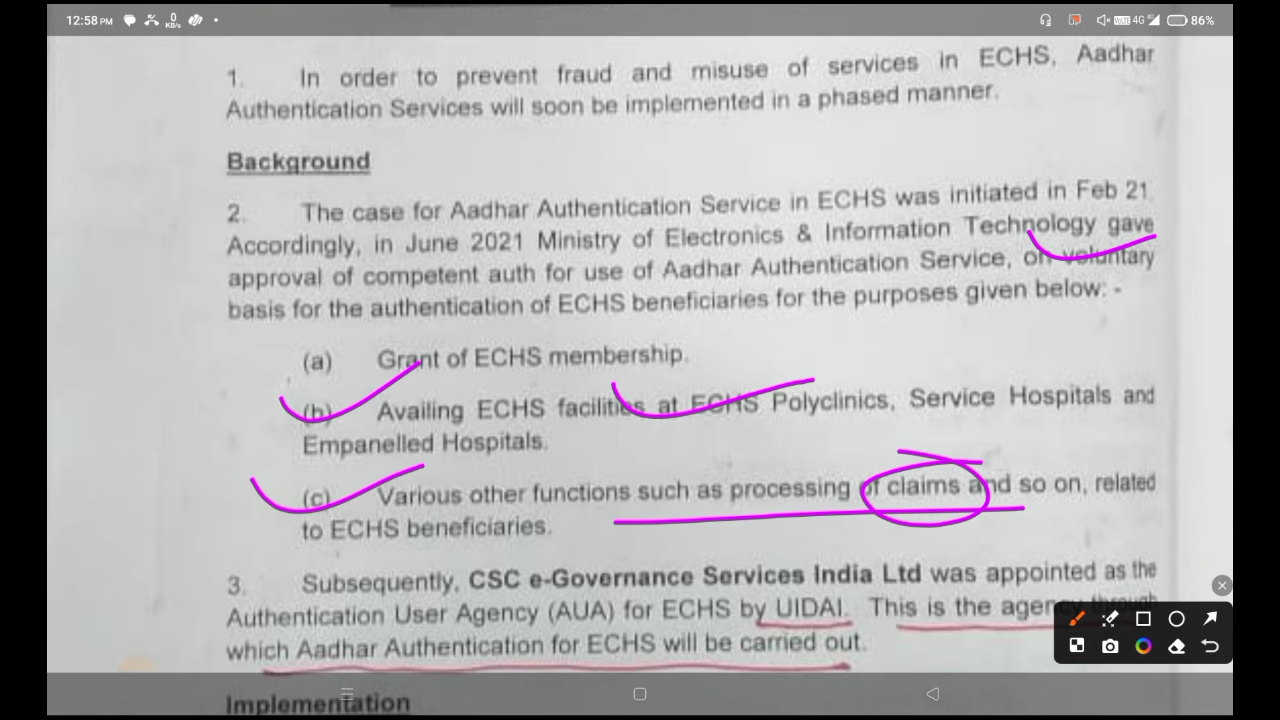 12:58 PM 0 KB/s VoLTE 4G 86%
1. In order to prevent fraud and misuse of services in ECHS, Aadhar
Authentication Services will soon be implemented in a phased manner.
Background
2. The case for Aadhar Authentication Service in ECHS was initiated in Feb 21
Accordingly, in June 2021 Ministry of Electronics & Information Technology gave
approval of competent auth for use of Aadhar Authentication Service, on voluntary
basis for the authentication of ECHS beneficiaries for the purposes given below: -
(a) Grant of ECHS membership.
(b) Availing ECHS facilities at ECHS Polyclinics, Service Hospitals and
Empanelled Hospitals.
(c) Various other functions such as processing of claims and so on, related
to ECHS beneficiaries.
3. Subsequently, CSC e-Governance Services India Ltd was appointed as the
Authentication User Agency (AUA) for ECHS by UIDAI. This is the agency through
which Aadhar Authentication for ECHS will be carried out.
Implementation